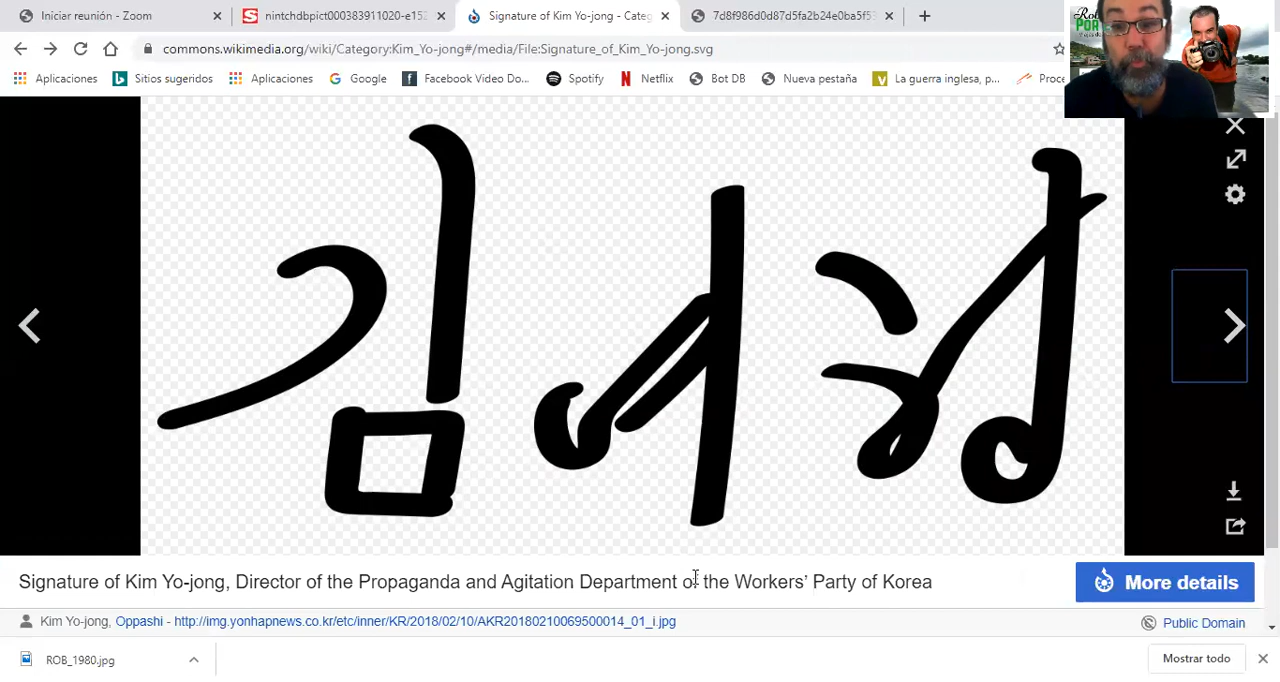 Iniciar reunión - Zoom
nintchdbpict000383911020-e152
Signature of Kim Yo-jong - Categ
7d8f986d0d87d5fa2b24e0ba5f53
commons.wikimedia.org/wiki/Category:Kim_Yo-jong#/media/File:Signature_of_Kim_Yo-jong.svg
Aplicaciones Sitios sugeridos Aplicaciones Google Facebook Video Do... Spotify Netflix Bot DB Nueva pestaña La guerra inglesa, p... Proce
김여정
Signature of Kim Yo-jong, Director of the Propaganda and Agitation Department of the Workers' Party of Korea
More details
Kim Yo-jong, Oppashi - http://img.yonhapnews.co.kr/etc/inner/KR/2018/02/10/AKR20180210069500014_01_i.jpg
Public Domain
ROB_1980.jpg
Mostrar todo